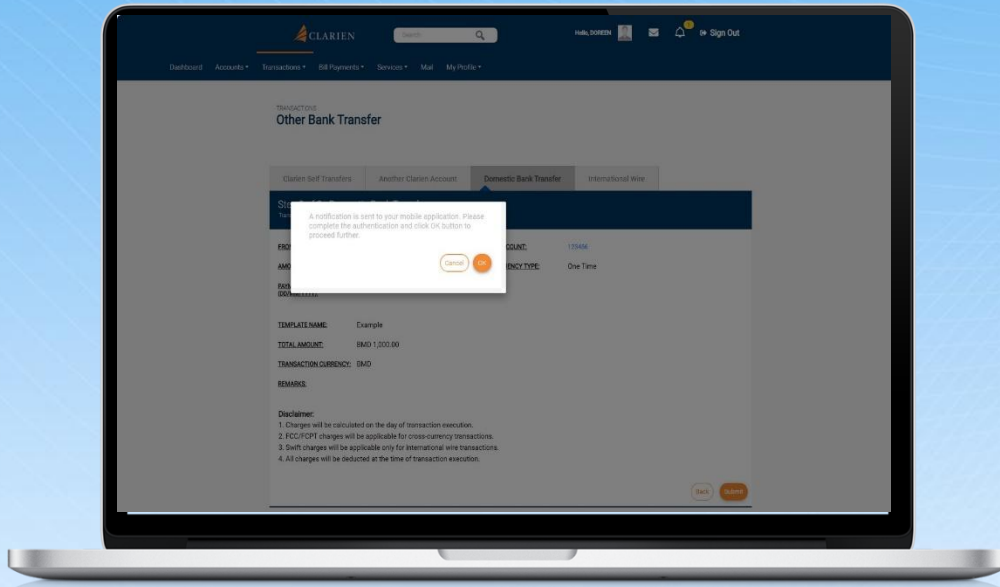 CLARIEN
Search
Hello, DOREEN
Sign Out
Dashboard Accounts Transactions Bill Payments Services Mail My Profile
TRANSACTIONS
Other Bank Transfer
Clarien Self Transfers Another Clarien Account Domestic Bank Transfer International Wire
A notification is sent to your mobile application. Please
complete the authentication and click OK button to
proceed further.
Cancel OK
COUNT: 123456
ENCY TYPE: One Time
TEMPLATE NAME: Example
TOTAL AMOUNT: BMD 1,000.00
TRANSACTION CURRENCY: BMD
REMARKS:
Disclaimer:
1. Charges will be calculated on the day of transaction execution.
2. FCC/FCPT charges will be applicable for cross-currency transactions.
3. Swift charges will be applicable only for international wire transactions.
4. All charges will be deducted at the time of transaction execution.
Back Submit